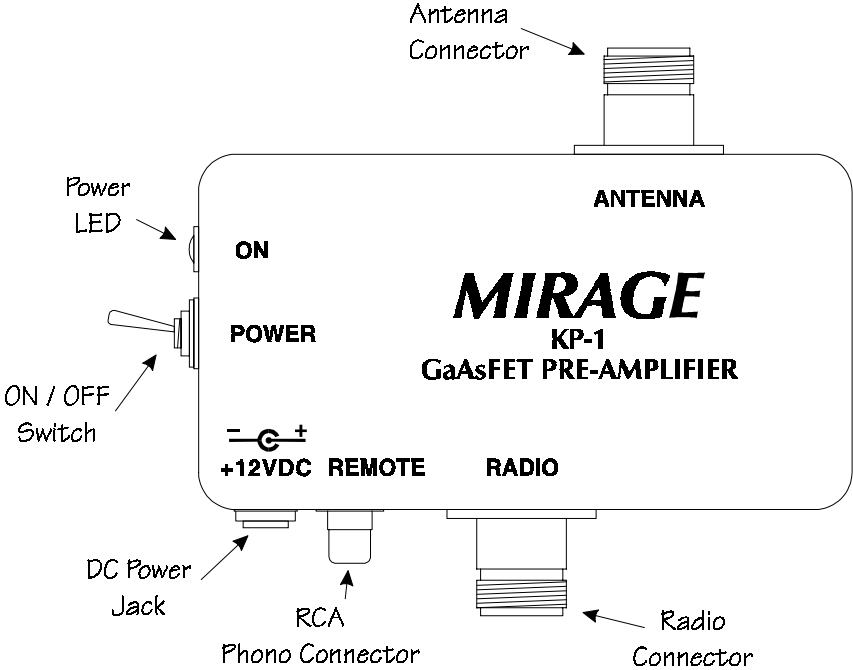 Antenna
Connector
ANTENNA
Power
LED
ON
MIRAGE
KP-1
GaAsFET PRE-AMPLIFIER
POWER
ON / OFF
Switch
- +
+12VDC REMOTE RADIO
DC Power
Jack
RCA
Phono Connector
Radio
Connector